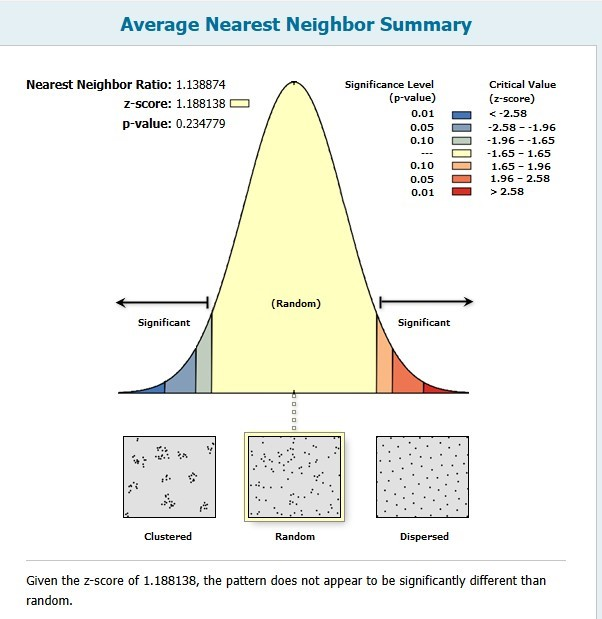 Average Nearest Neighbor Summary
Nearest Neighbor Ratio: 1.138874
z-score: 1.188138
p-value: 0.234779
Significance Level
(p-value)
Critical Value
(z-score)
0.01 < -2.58
0.05 -2.58 - -1.96
0.10 -1.96 - -1.65
--- -1.65 - 1.65
0.10 1.65 - 1.96
0.05 1.96 - 2.58
0.01 > 2.58
(Random)
Significant
Significant
Clustered
Random
Dispersed
Given the z-score of 1.188138, the pattern does not appear to be significantly different than
random.